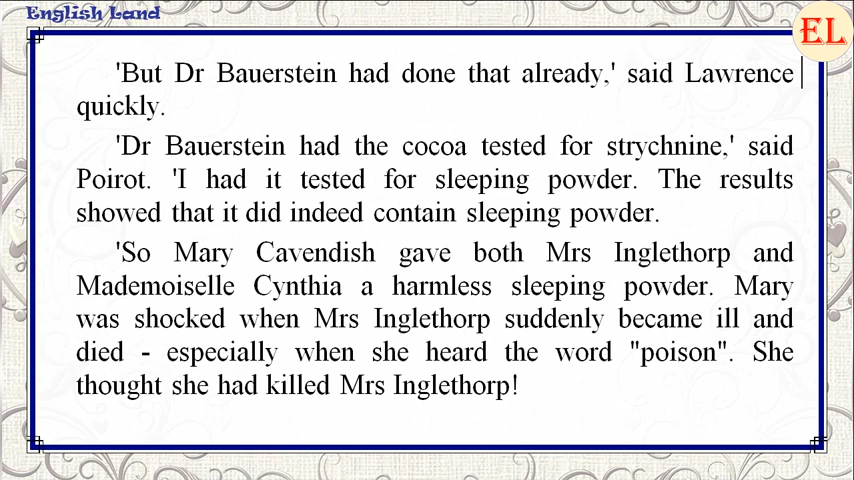 English Land
EL
'But Dr Bauerstein had done that already,' said Lawrence
quickly.
'Dr Bauerstein had the cocoa tested for strychnine,' said
Poirot. 'I had it tested for sleeping powder. The results
showed that it did indeed contain sleeping powder.
'So Mary Cavendish gave both Mrs Inglethorp and
Mademoiselle Cynthia a harmless sleeping powder. Mary
was shocked when Mrs Inglethorp suddenly became ill and
died - especially when she heard the word "poison". She
thought she had killed Mrs Inglethorp!